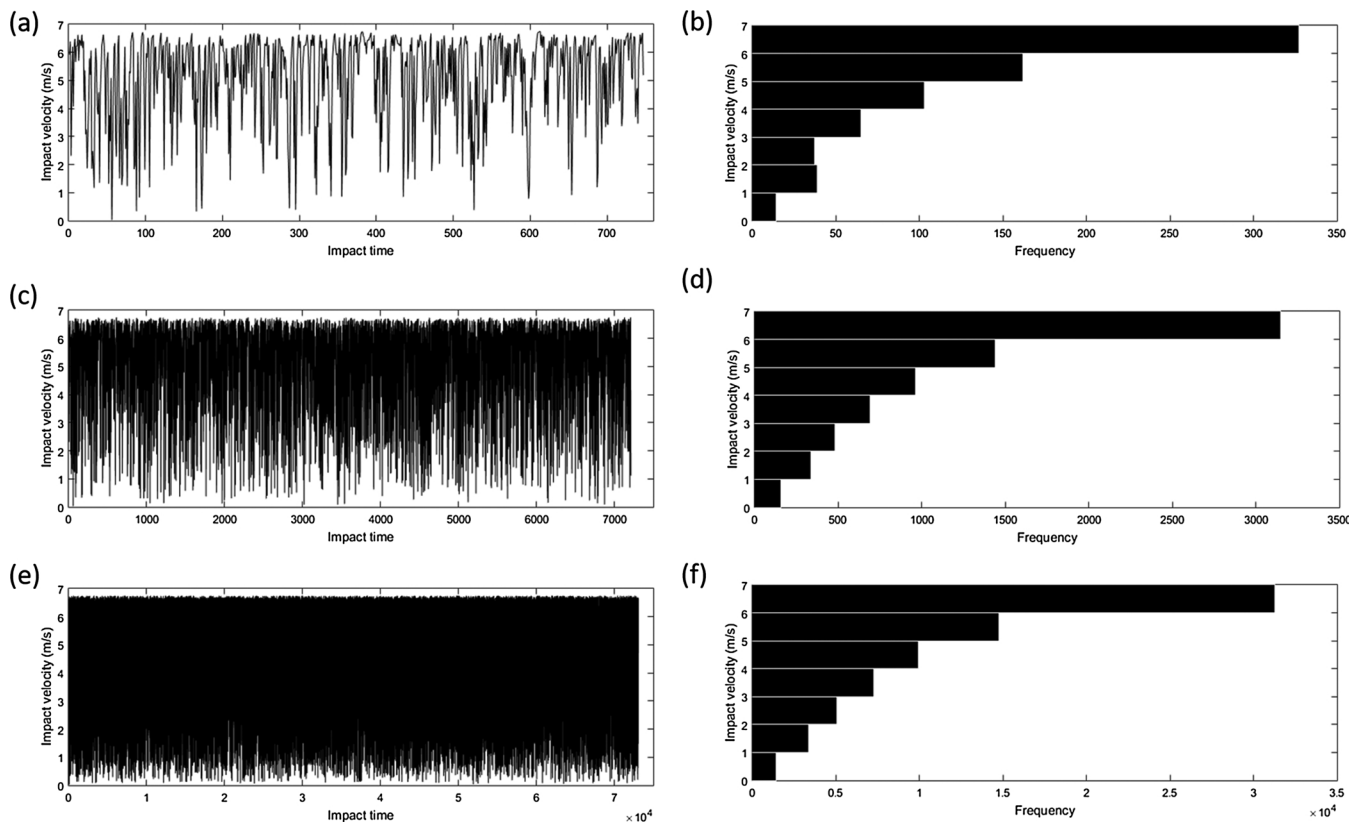 (a)
7
6
5
4
3
2
1
0
Impact velocity (m/s)
0 100 200 300 400 500 600 700
Impact time
(b)
7
6
5
4
3
2
1
0
Impact velocity (m/s)
0 50 100 150 200 250 300 350
Frequency
(c)
7
6
5
4
3
2
1
0
Impact velocity (m/s)
0 1000 2000 3000 4000 5000 6000 7000
Impact time
(d)
7
6
5
4
3
2
1
0
Impact velocity (m/s)
0 500 1000 1500 2000 2500 3000 3500
Frequency
(e)
7
6
5
4
3
2
1
0
Impact velocity (m/s)
0 1 2 3 4 5 6 7
Impact time
×10⁴
(f)
7
6
5
4
3
2
1
0
Impact velocity (m/s)
0 0.5 1 1.5 2 2.5 3 3.5
Frequency
×10⁴